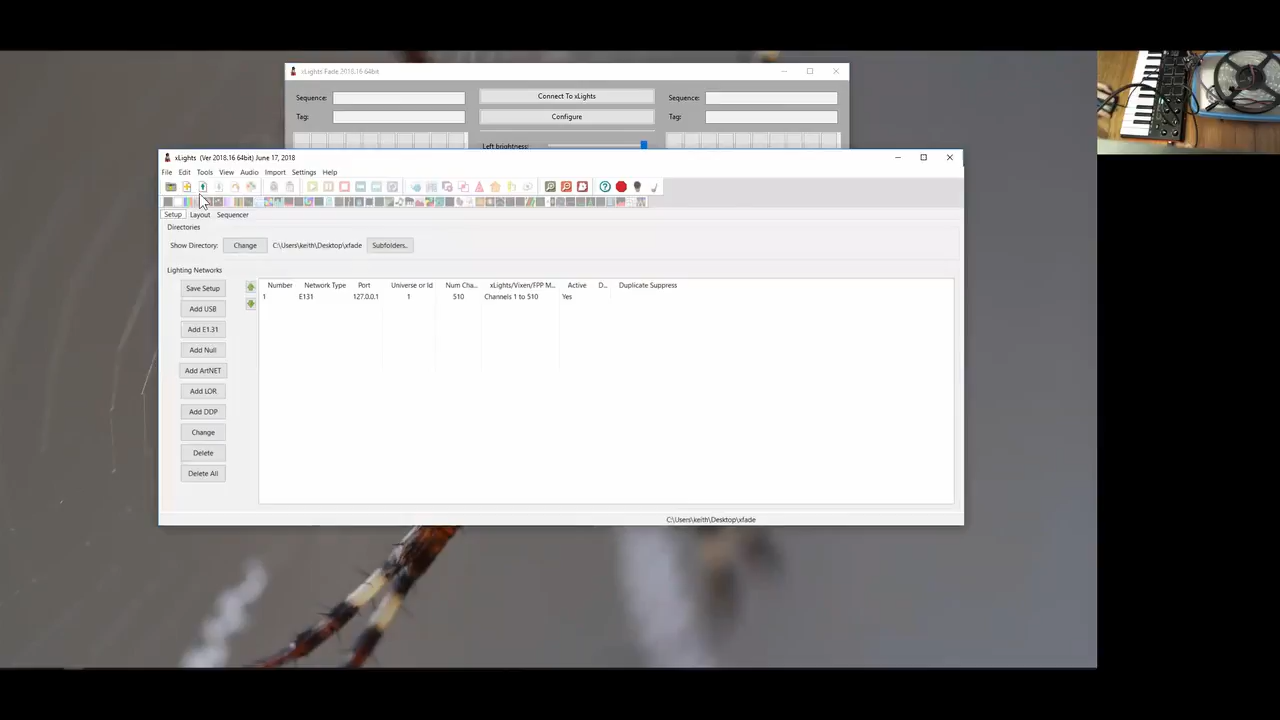 xLights Fade 2018.16 64bit
Sequence:
Connect To xLights
Sequence:
Tag:
Configure
Tag:
Left brightness:
xLights (Ver 2018.16 64bit) June 17, 2018
File Edit Tools View Audio Import Settings Help
Setup Layout Sequencer
Directories
Show Directory: Change C:\Users\keith\Desktop\xfade Subfolders..
Lighting Networks
Save Setup
Add USB
Add E1.31
Add Null
Add ArtNET
Add LOR
Add DDP
Change
Delete
Delete All
Number Network Type Port Universe or Id Num Cha... xLights/Vixen/FPP M... Active D... Duplicate Suppress
1 E131 127.0.0.1 1 510 Channels 1 to 510 Yes
C:\Users\keith\Desktop\xfade